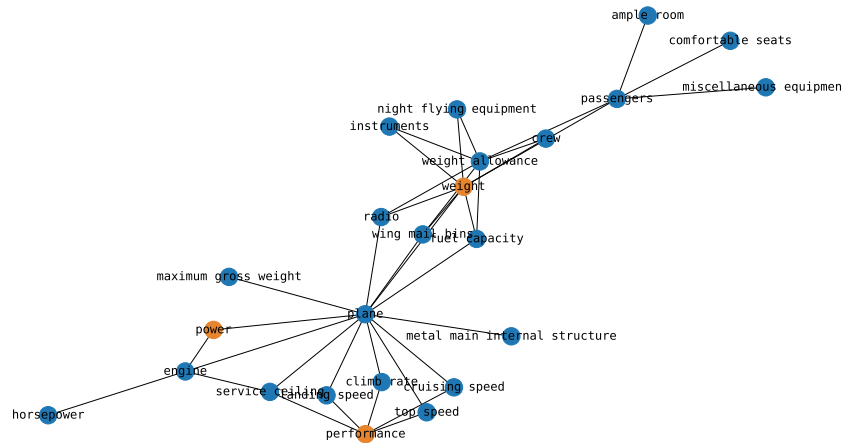 ample room
comfortable seats
miscellaneous equipmen
passengers
night flying equipment
instruments
crew
weight allowance
weight
radio
wing mail bins
fuel capacity
maximum gross weight
plane
power
metal main internal structure
engine
climb rate
cruising speed
service ceiling
landing speed
top speed
horsepower
performance